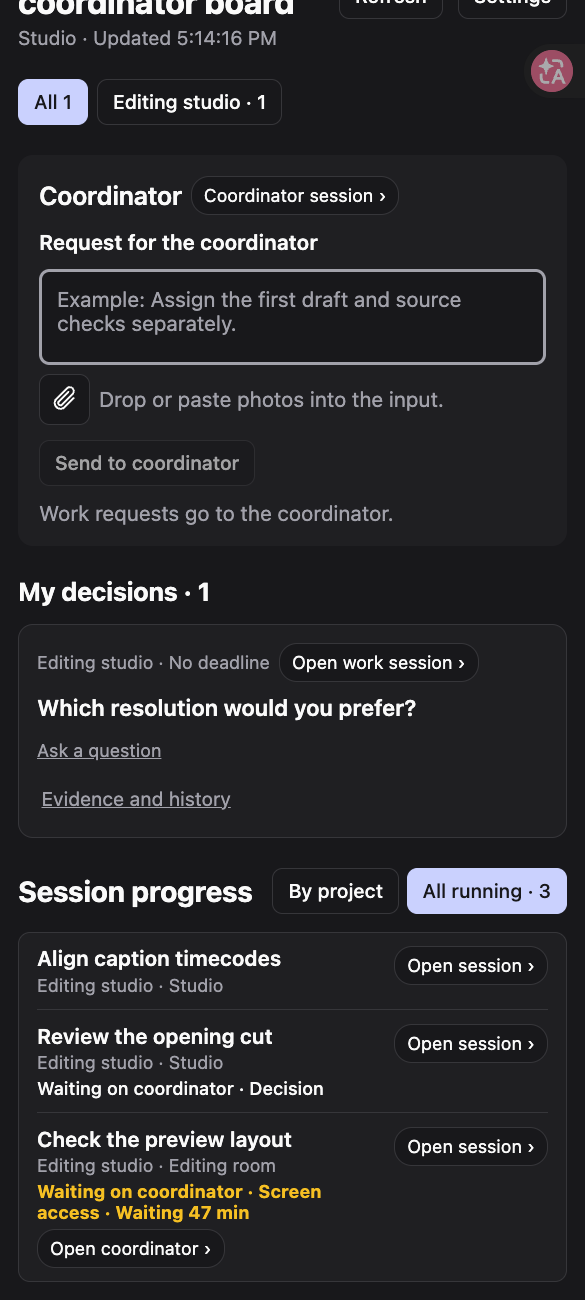 coordinator board
Refresh
Settings
Studio · Updated 5:14:16 PM
All 1
Editing studio · 1
Coordinator
Coordinator session ›
Request for the coordinator
Example: Assign the first draft and source
checks separately.
Drop or paste photos into the input.
Send to coordinator
Work requests go to the coordinator.
My decisions · 1
Editing studio · No deadline
Open work session ›
Which resolution would you prefer?
Ask a question
Evidence and history
Session progress
By project
All running · 3
Align caption timecodes
Open session ›
Editing studio · Studio
Review the opening cut
Open session ›
Editing studio · Studio
Waiting on coordinator · Decision
Check the preview layout
Open session ›
Editing studio · Editing room
Waiting on coordinator · Screen
access · Waiting 47 min
Open coordinator ›